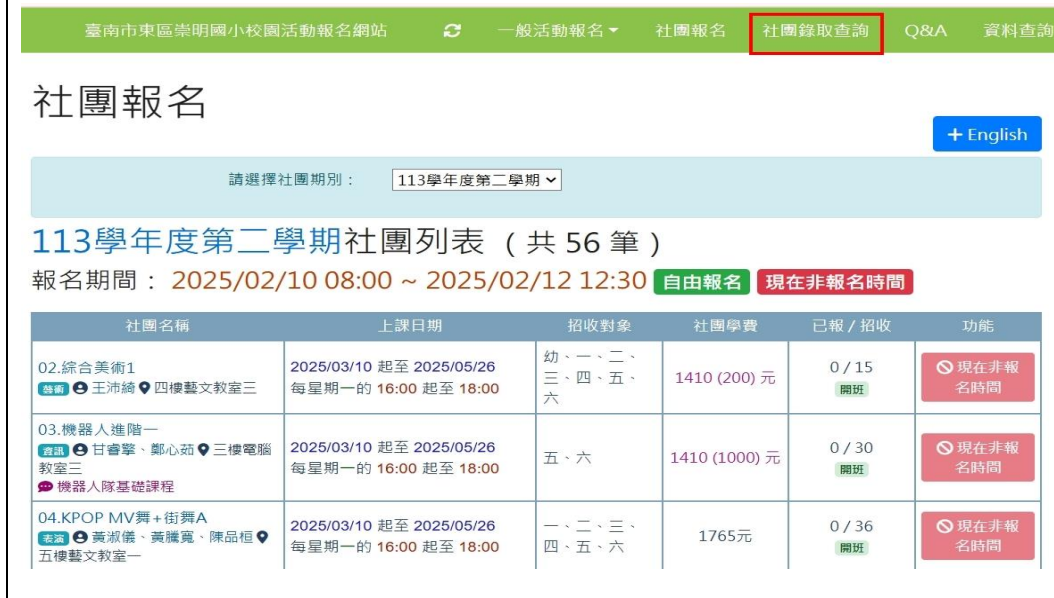 臺南市東區崇明國小校園活動報名網站 一般活動報名 社團報名 社團錄取查詢 Q&A 資料查詢
社團報名
+ English
請選擇社團期別： 113學年度第二學期
113學年度第二學期社團列表（共 56 筆）
報名期間： 2025/02/10 08:00 ~ 2025/02/12 12:30 自由報名 現在非報名時間
社團名稱 上課日期 招收對象 社團學費 已報 / 招收 功能
02.綜合美術1
藝術 王沛綺 四樓藝文教室三
2025/03/10 起至 2025/05/26
每星期一的 16:00 起至 18:00
幼、一、二、
三、四、五、
六
1410 (200) 元
0 / 15
開班
現在非報
名時間
03.機器人進階一
資訊 甘睿擎、鄭心茹 三樓電腦
教室三
機器人隊基礎課程
2025/03/10 起至 2025/05/26
每星期一的 16:00 起至 18:00
五、六
1410 (1000) 元
0 / 30
開班
現在非報
名時間
04.KPOP MV舞+街舞A
表演 黃淑儀、黃騰寬、陳品桓
五樓藝文教室一
2025/03/10 起至 2025/05/26
每星期一的 16:00 起至 18:00
一、二、三、
四、五、六
1765元
0 / 36
開班
現在非報
名時間